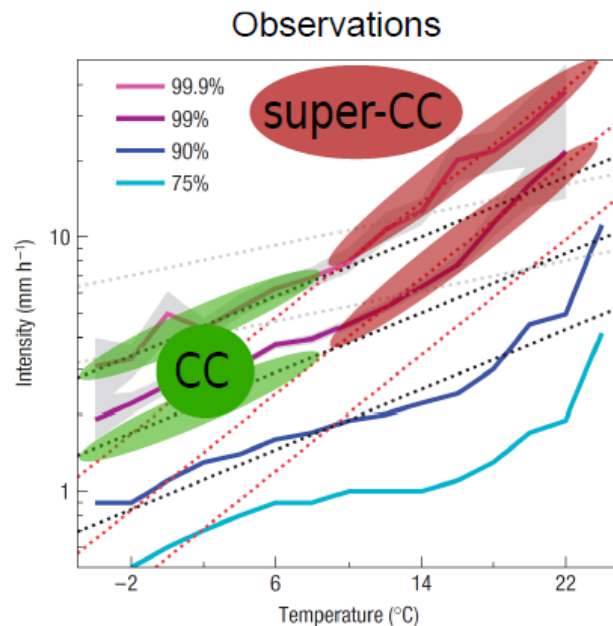 Observations
99.9%
99%
90%
75%
super-CC
CC
10
1
Intensity (mm h⁻¹)
−2
6
14
22
Temperature (°C)